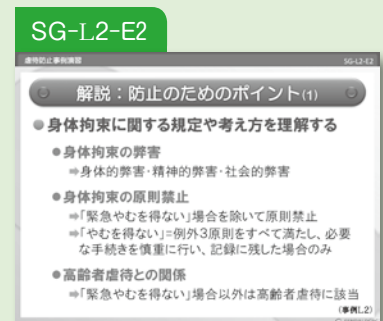 SG-L2-E2
虐待防止事例演習
SG-L2-E2
解説：防止のためのポイント(1)
●身体拘束に関する規定や考え方を理解する
●身体拘束の弊害
⇒身体的弊害・精神的弊害・社会的弊害
●身体拘束の原則禁止
⇒「緊急やむを得ない」場合を除いて原則禁止
⇒「やむを得ない」=例外3原則をすべて満たし、必要
な手続きを慎重に行い、記録に残した場合のみ
●高齢者虐待との関係
⇒「緊急やむを得ない」場合以外は高齢者虐待に該当
(事例L2)